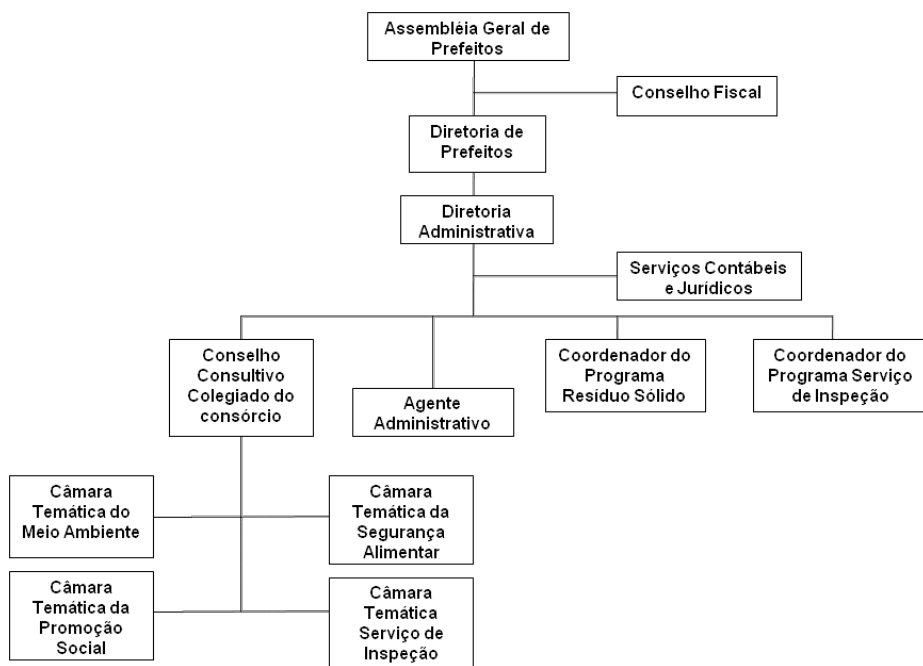 Assembléia Geral de
Prefeitos
Conselho Fiscal
Diretoria de
Prefeitos
Diretoria
Administrativa
Serviços Contábeis
e Jurídicos
Conselho
Consultivo
Colegiado do
consórcio
Agente
Administrativo
Coordenador do
Programa
Resíduo Sólido
Coordenador do
Programa Serviço
de Inspeção
Câmara
Temática do
Meio Ambiente
Câmara
Temática da
Segurança
Alimentar
Câmara
Temática da
Promoção
Social
Câmara
Temática
Serviço de
Inspeção